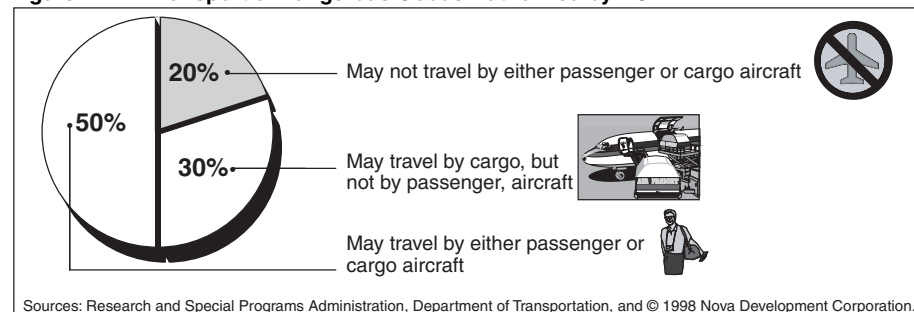 20%
May not travel by either passenger or cargo aircraft
50%
30%
May travel by cargo, but
not by passenger, aircraft
May travel by either passenger or
cargo aircraft
Sources: Research and Special Programs Administration, Department of Transportation, and © 1998 Nova Development Corporation.